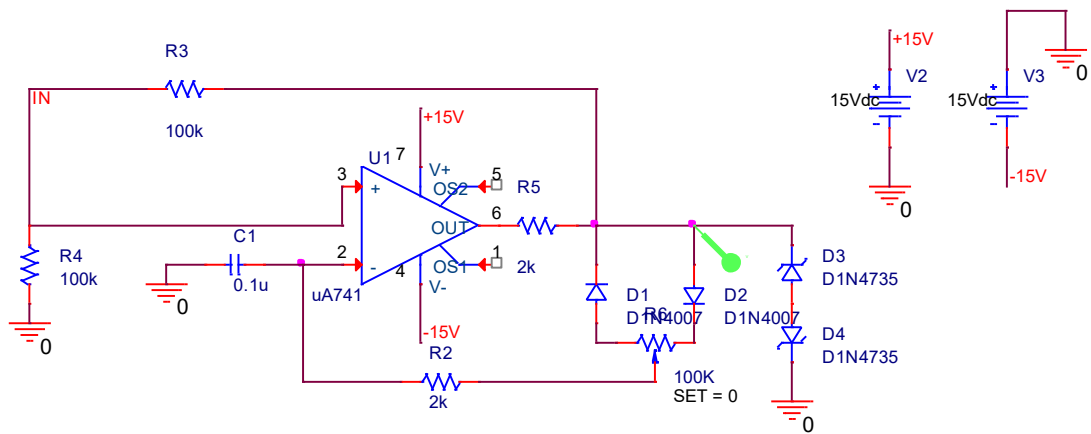 R3
IN
100k
+15V
V2
15Vdc
0
V3
15Vdc
0
-15V
+15V
U1
7
V+
3
+
5
OS2
R5
6
OUT
2k
1
OS1
2
-
4
V-
uA741
-15V
R4
100k
0
C1
0.1u
0
D1
D1N4007
D2
D1N4007
D3
D1N4735
D4
D1N4735
0
R6
100K
SET = 0
R2
2k